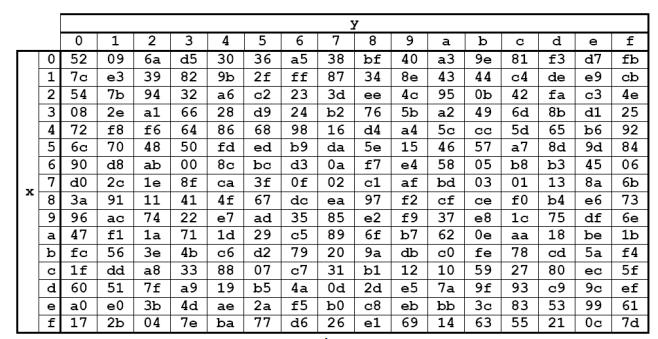 y
0 1 2 3 4 5 6 7 8 9 a b c d e f
0 52 09 6a d5 30 36 a5 38 bf 40 a3 9e 81 f3 d7 fb
1 7c e3 39 82 9b 2f ff 87 34 8e 43 44 c4 de e9 cb
2 54 7b 94 32 a6 c2 23 3d ee 4c 95 0b 42 fa c3 4e
3 08 2e a1 66 28 d9 24 b2 76 5b a2 49 6d 8b d1 25
4 72 f8 f6 64 86 68 98 16 d4 a4 5c cc 5d 65 b6 92
5 6c 70 48 50 fd ed b9 da 5e 15 46 57 a7 8d 9d 84
6 90 d8 ab 00 8c bc d3 0a f7 e4 58 05 b8 b3 45 06
7 d0 2c 1e 8f ca 3f 0f 02 c1 af bd 03 01 13 8a 6b
x 8 3a 91 11 41 4f 67 dc ea 97 f2 cf ce f0 b4 e6 73
9 96 ac 74 22 e7 ad 35 85 e2 f9 37 e8 1c 75 df 6e
a 47 f1 1a 71 1d 29 c5 89 6f b7 62 0e aa 18 be 1b
b fc 56 3e 4b c6 d2 79 20 9a db c0 fe 78 cd 5a f4
c 1f dd a8 33 88 07 c7 31 b1 12 10 59 27 80 ec 5f
d 60 51 7f a9 19 b5 4a 0d 2d e5 7a 9f 93 c9 9c ef
e a0 e0 3b 4d ae 2a f5 b0 c8 eb bb 3c 83 53 99 61
f 17 2b 04 7e ba 77 d6 26 e1 69 14 63 55 21 0c 7d